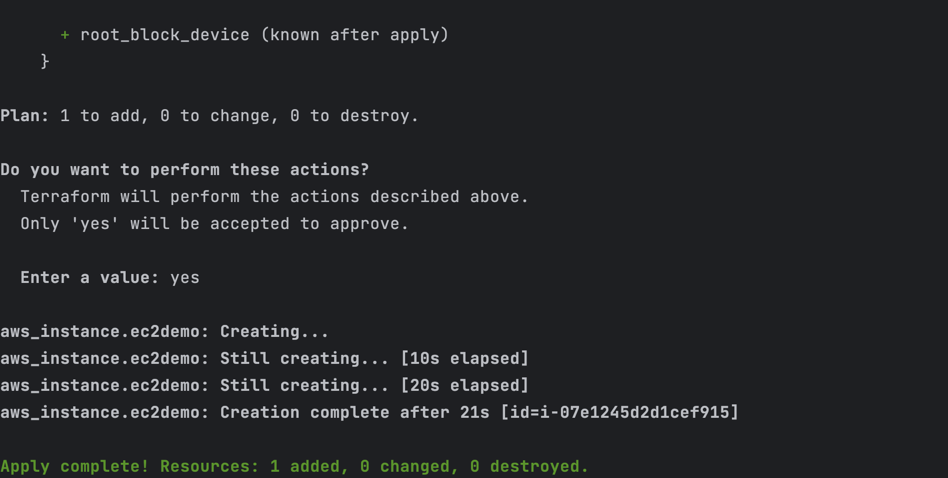 + root_block_device (known after apply)
}
Plan: 1 to add, 0 to change, 0 to destroy.
Do you want to perform these actions?
Terraform will perform the actions described above.
Only 'yes' will be accepted to approve.
Enter a value: yes
aws_instance.ec2demo: Creating...
aws_instance.ec2demo: Still creating... [10s elapsed]
aws_instance.ec2demo: Still creating... [20s elapsed]
aws_instance.ec2demo: Creation complete after 21s [id=i-07e1245d2d1cef915]
Apply complete! Resources: 1 added, 0 changed, 0 destroyed.